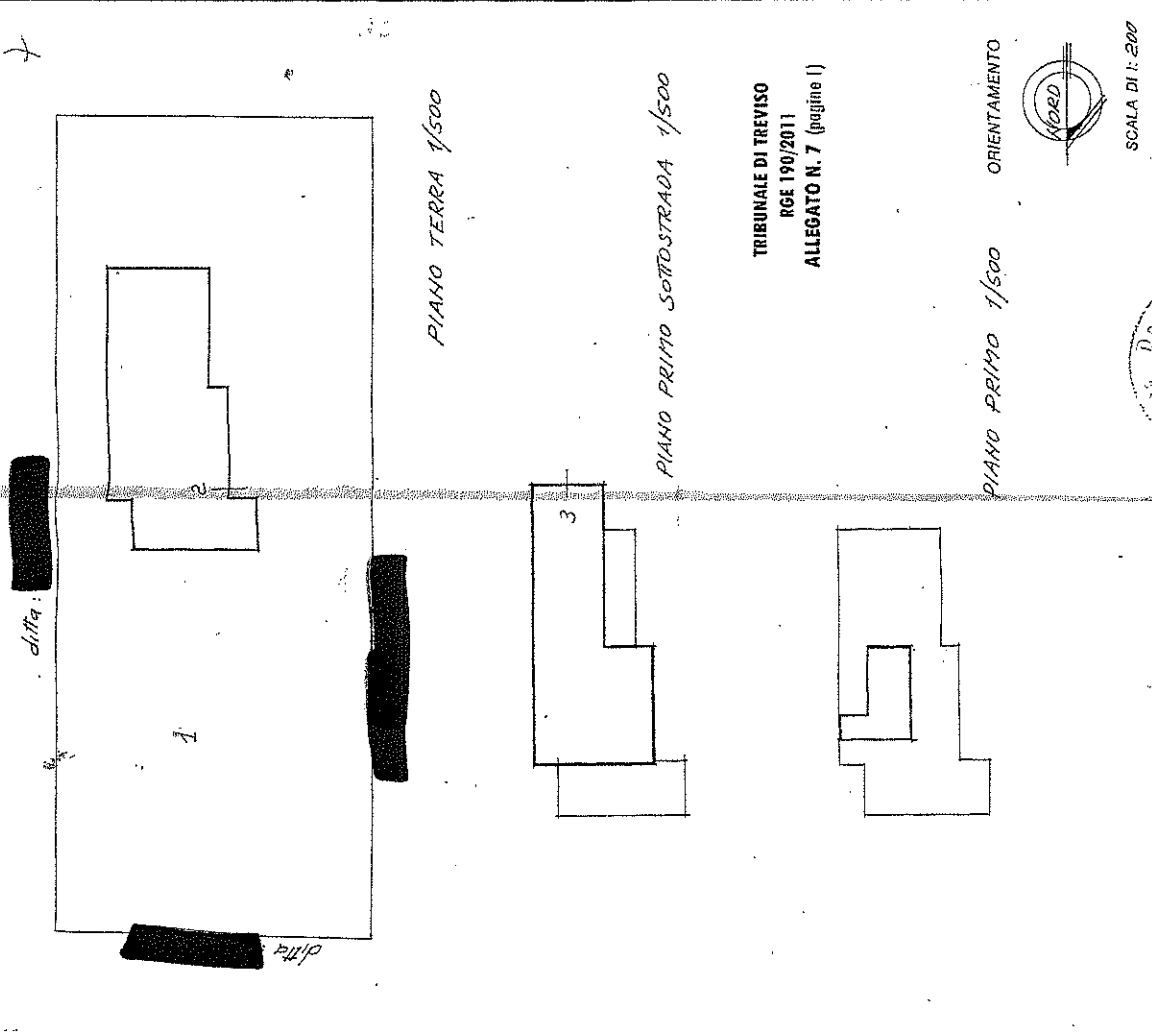 ditta:
2
1
ditta:
PIANO TERRA 1/500
3
PIANO PRIMO SOTTOSTRADA 1/500
TRIBUNALE DI TREVISO
RGE 190/2011
ALLEGATO N. 7 (pagine 1)
PIANO PRIMO 1/500
ORIENTAMENTO
NORD
SCALA DI 1:200